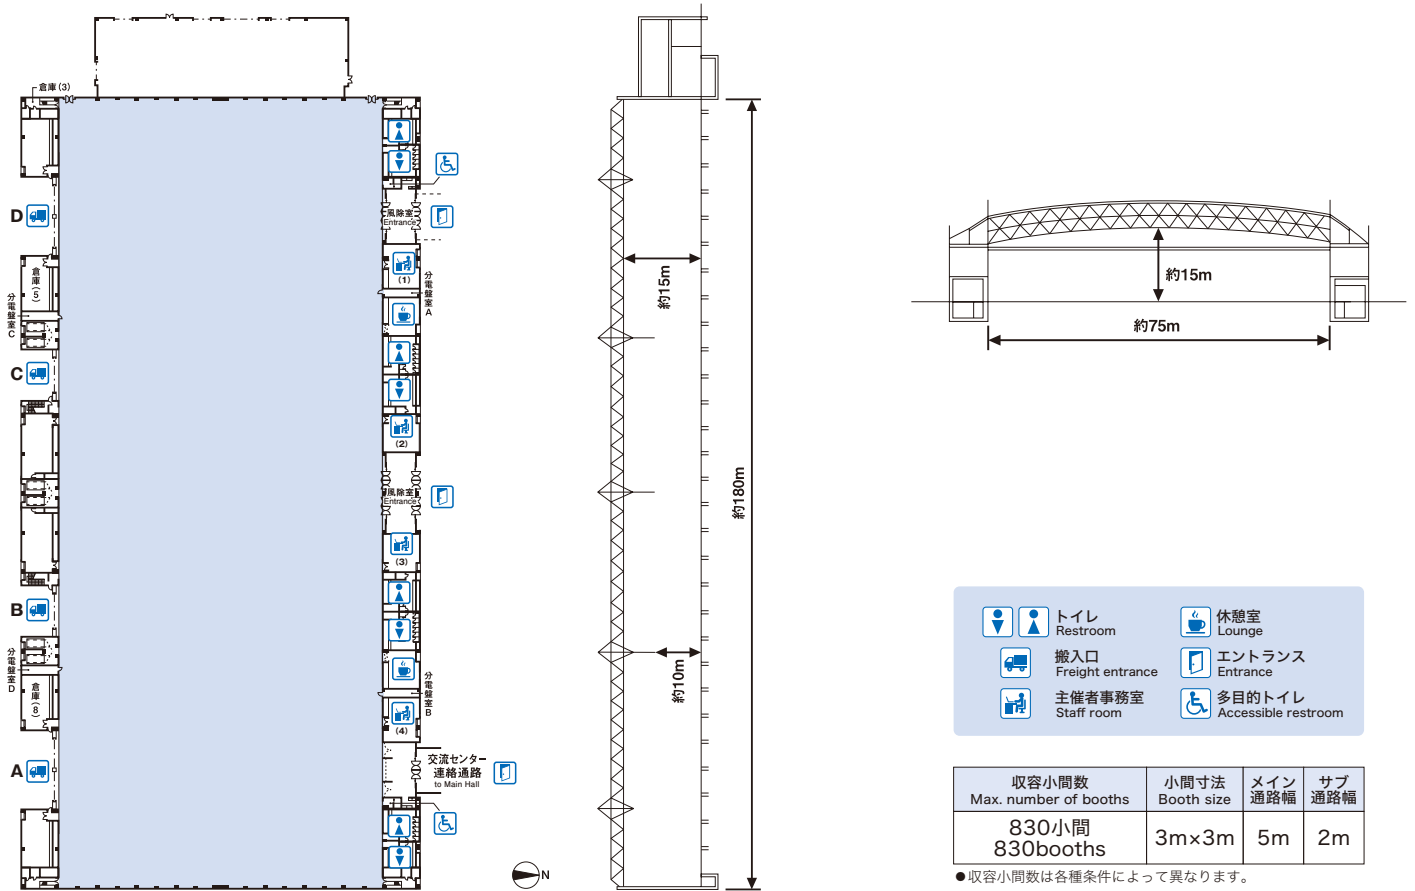 倉庫(3)
D
風除室
Entrance
(1)
分電盤室A
倉庫(5)
分電盤室C
C
(2)
風除室
Entrance
(3)
B
分電盤室D
倉庫(8)
分電盤室B
(4)
A
交流センター
連絡通路
to Main Hall
N
約15m
約180m
約10m
約15m
約75m
トイレ
Restroom
休憩室
Lounge
搬入口
Freight entrance
エントランス
Entrance
主催者事務室
Staff room
多目的トイレ
Accessible restroom
収容小間数
Max. number of booths
小間寸法
Booth size
メイン
通路幅
サブ
通路幅
830小間
830booths
3m×3m
5m
2m
●収容小間数は各種条件によって異なります。